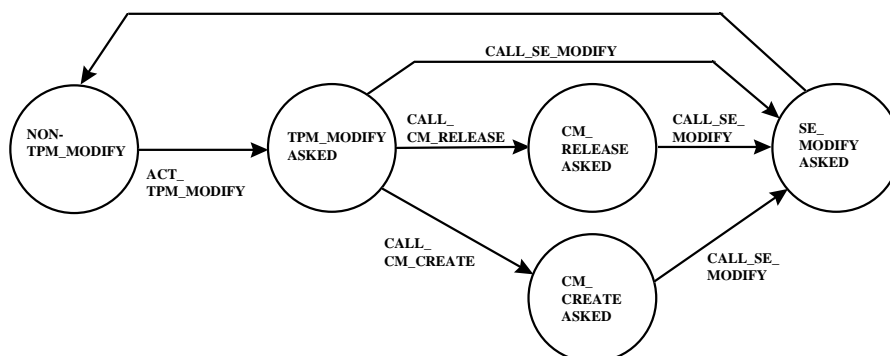 CALL_SE_MODIFY
NON-
TPM_MODIFY
ACT_
TPM_MODIFY
TPM_MODIFY
ASKED
CALL_
CM_RELEASE
CM_
RELEASE
ASKED
CALL_SE_
MODIFY
SE_
MODIFY
ASKED
CALL_
CM_CREATE
CM_
CREATE
ASKED
CALL_SE_
MODIFY